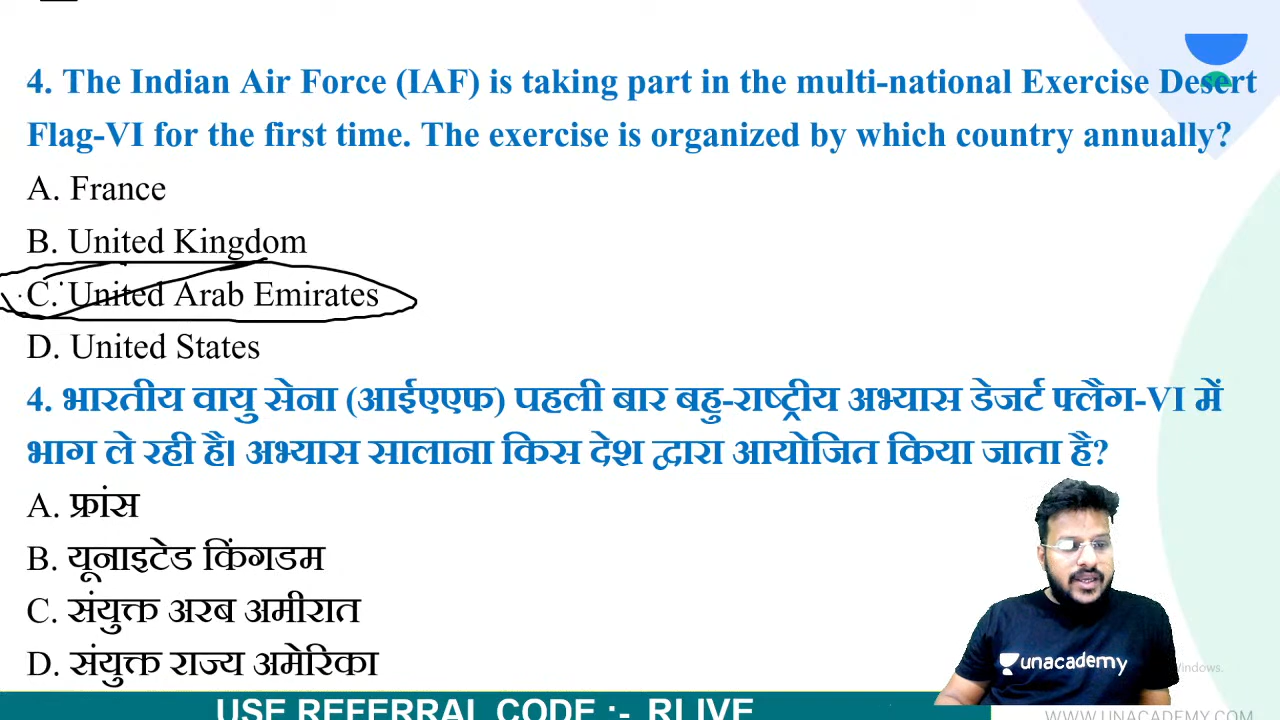 4. The Indian Air Force (IAF) is taking part in the multi-national Exercise Desert
Flag-VI for the first time. The exercise is organized by which country annually?
A. France
B. United Kingdom
C. United Arab Emirates
D. United States
4. भारतीय वायु सेना (आईएएफ) पहली बार बहु-राष्ट्रीय अभ्यास डेजर्ट फ्लैग-VI में
भाग ले रही है। अभ्यास सालाना किस देश द्वारा आयोजित किया जाता है?
A. फ्रांस
B. यूनाइटेड किंगडम
C. संयुक्त अरब अमीरात
D. संयुक्त राज्य अमेरिका
unacademy
Windows.
USE REFERRAL CODE :- RLIVE
WWW.UNACADEMY.COM